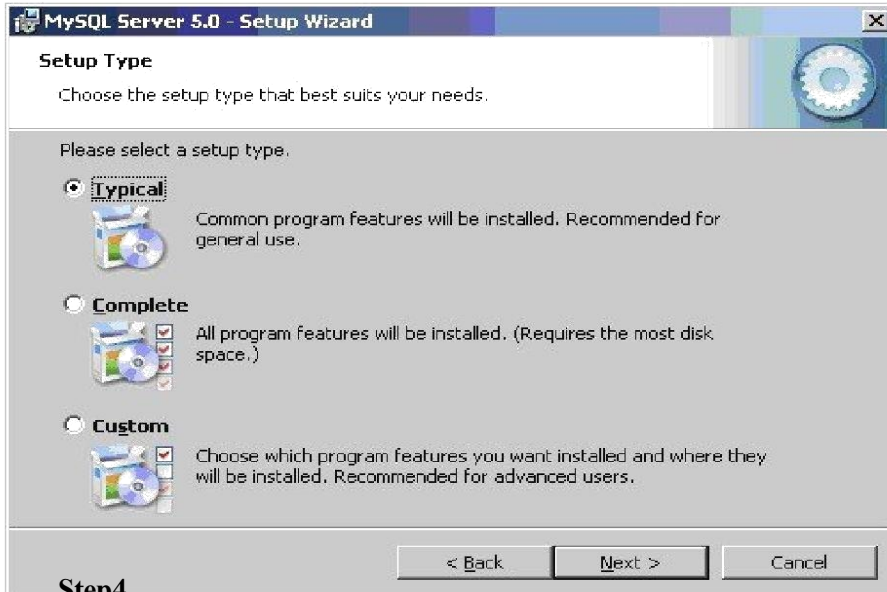 MySQL Server 5.0 - Setup Wizard
Setup Type
Choose the setup type that best suits your needs.
Please select a setup type.
Typical
Common program features will be installed. Recommended for
general use.
Complete
All program features will be installed. (Requires the most disk
space.)
Custom
Choose which program features you want installed and where they
will be installed. Recommended for advanced users.
< Back Next > Cancel
Step4